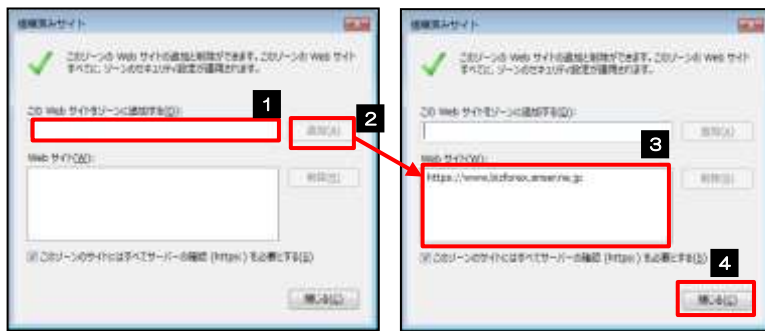 信頼済みサイト
このゾーンの Web サイトの追加と削除ができます。このゾーンの Web サイト
すべてに、ゾーンのセキュリティ設定が適用されます。
この Web サイトをゾーンに追加する(D):
1
追加(A)
2
Web サイト(W):
削除(R)
このゾーンのサイトにはすべてサーバーの確認 (https:) を必要とする(S)
閉じる(C)
信頼済みサイト
このゾーンの Web サイトの追加と削除ができます。このゾーンの Web サイト
すべてに、ゾーンのセキュリティ設定が適用されます。
この Web サイトをゾーンに追加する(D):
追加(A)
3
Web サイト(W):
https://www.bizforex.anser.ne.jp
削除(R)
このゾーンのサイトにはすべてサーバーの確認 (https:) を必要とする(S)
4
閉じる(C)